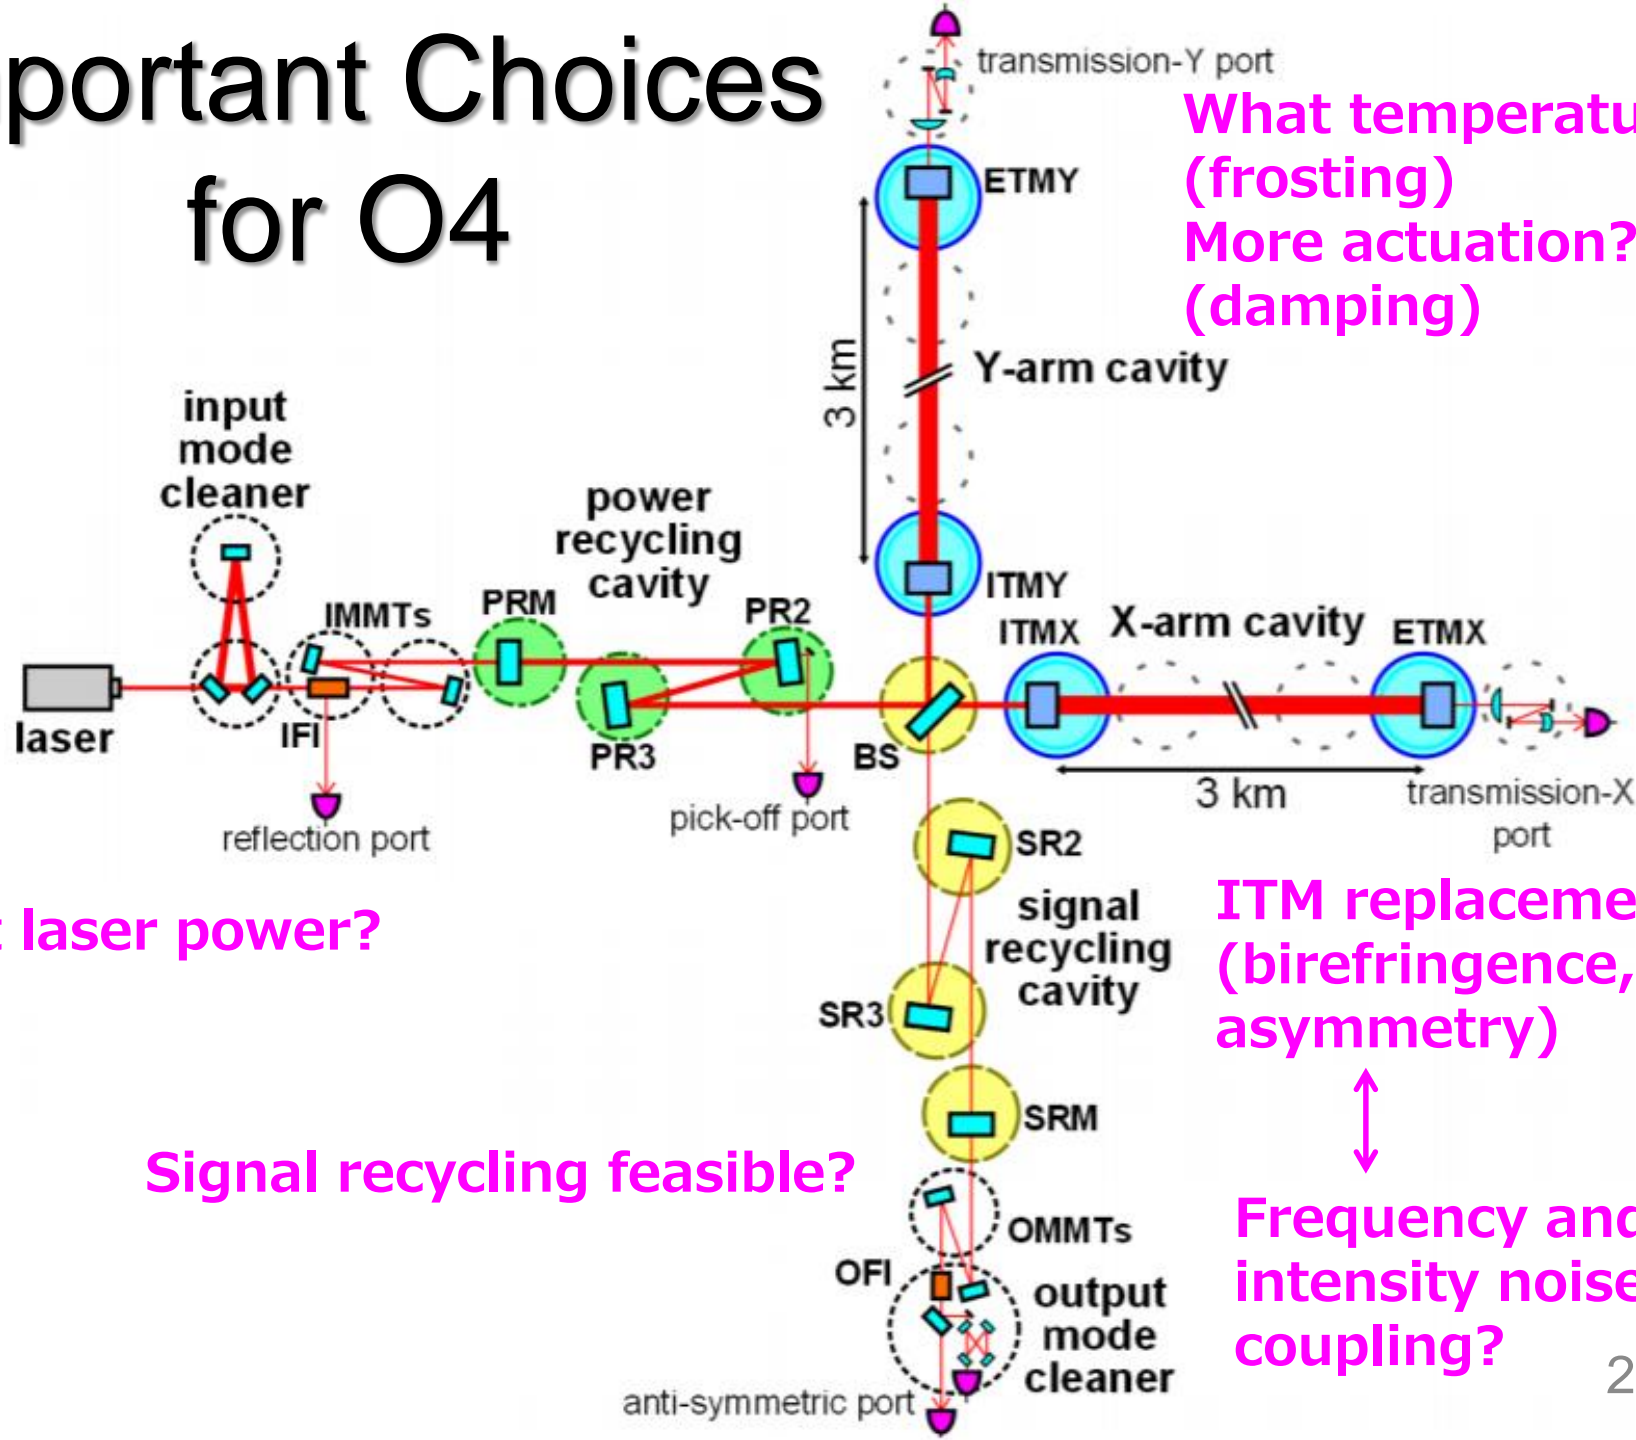 Choices
for O4
transmission-Y port
What
(frosting)
More actuation?
(damping)
ETMY
3 km
Y-arm cavity
input
mode
cleaner
power
recycling
cavity
ITMY
IMMTs
PRM
PR2
ITMX
X-arm cavity
ETMX
laser
IFI
PR3
BS
3 km
transmission-X
port
reflection port
pick-off port
SR2
signal
recycling
cavity
SR3
laser power?
ITM
(birefringence,
asymmetry)
SRM
Signal recycling feasible?
OMMTs
OFI
output
mode
cleaner
Frequency and
intensity noise
coupling?
anti-symmetric port
2